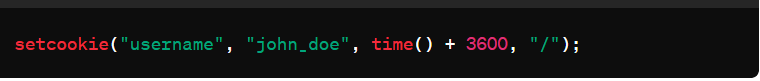 setcookie("username", "john_doe", time() + 3600, "/");